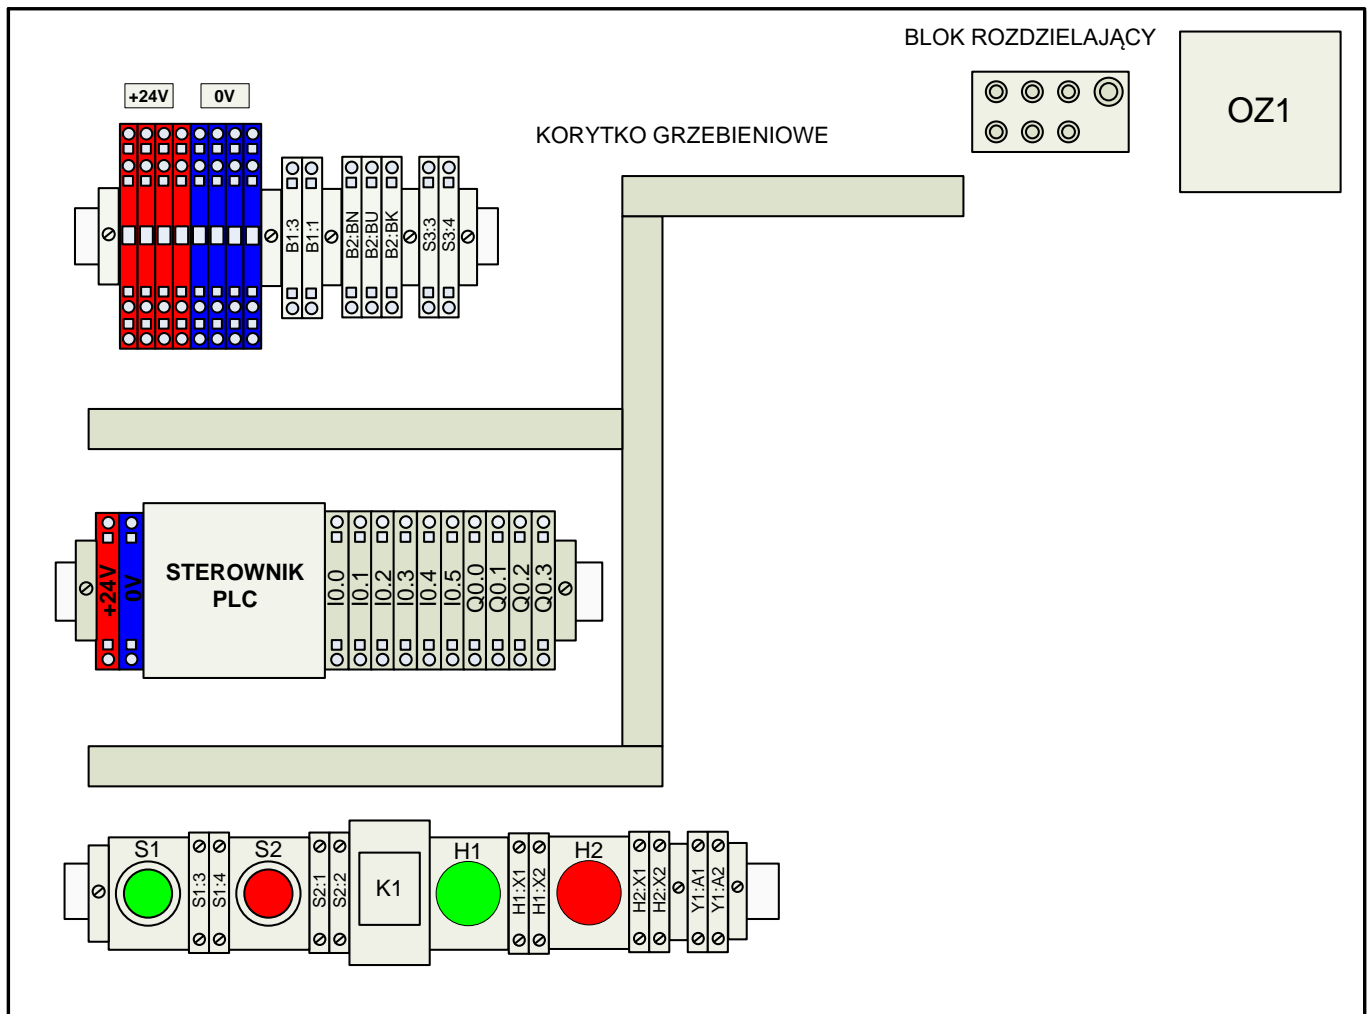 BLOK ROZDZIELAJĄCY
OZ1
+24V
0V
KORYTKO GRZEBIENIOWE
B1:3
B1:1
B2:BN
B2:BU
B2:BK
S3:3
S3:4
+24V
0V
STEROWNIK
PLC
I0.0
I0.1
I0.2
I0.3
I0.4
I0.5
Q0.0
Q0.1
Q0.2
Q0.3
S1
S1:3
S1:4
S2
S2:1
S2:2
K1
H1
H1:X1
H1:X2
H2
H2:X1
H2:X2
Y1:A1
Y1:A2